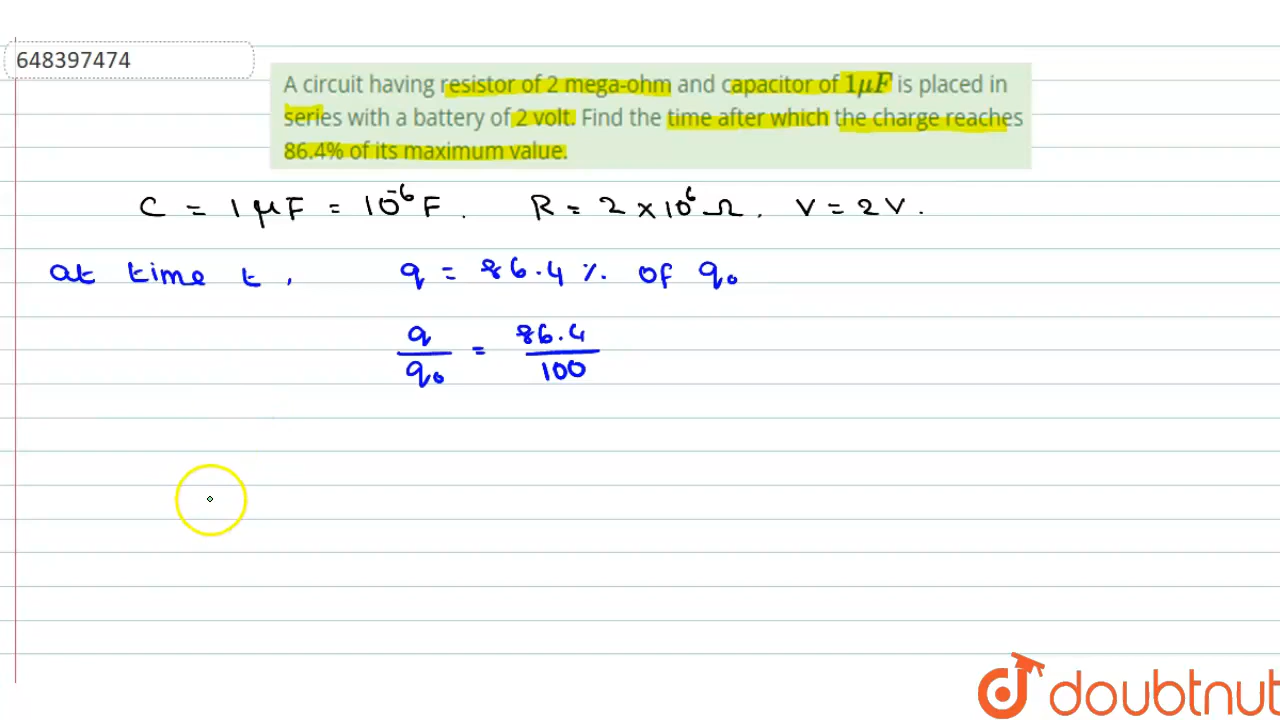 648397474
A circuit having resistor of 2 mega-ohm and capacitor of 1μF is placed in
series with a battery of 2 volt. Find the time after which the charge reaches
86.4% of its maximum value.
C = 1 μF = 10⁻⁶ F. R = 2 × 10⁶ Ω. V = 2V.
at time t, q = 86.4 % of q₀
q/q₀ = 86.4/100
doubtnut